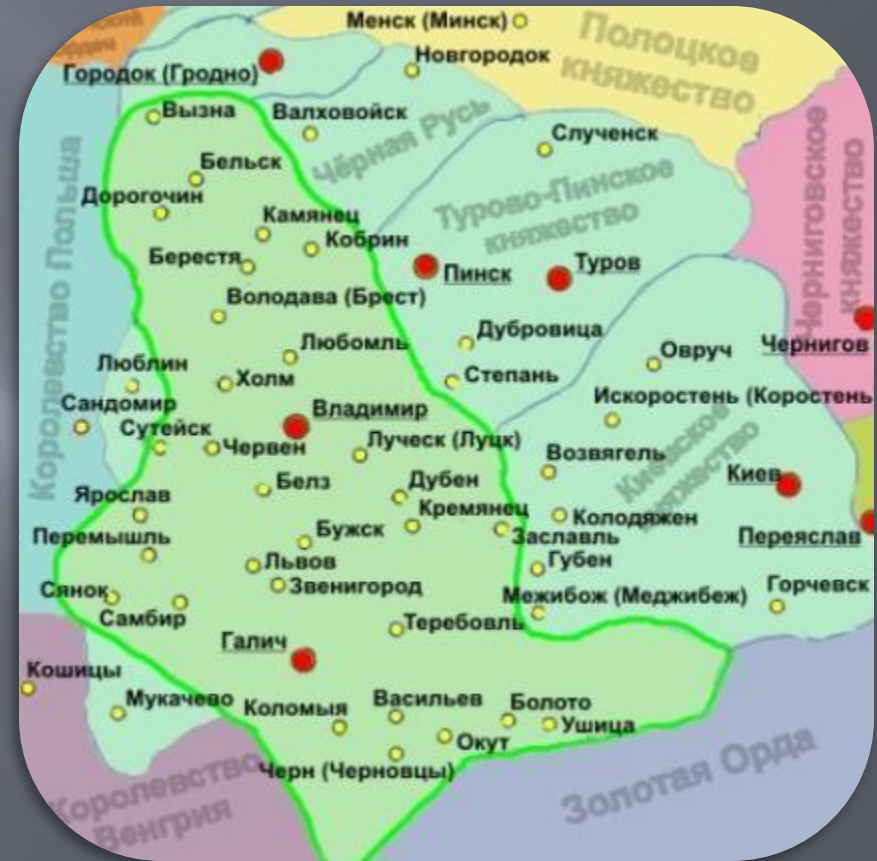 Менск (Минск)
Полоцкое
княжество
Новгородок
Городок (Гродно)
Вызна
Валховойск
Чёрная Русь
Слученск
Бельск
Дорогочин
Турово-Пинское
княжество
Черниговское
княжество
Королевство Польша
Камянец
Кобрин
Берестя
Пинск
Туров
Володава (Брест)
Любомль
Дубровица
Овруч
Чернигов
Люблин
Холм
Степань
Искоростень (Коростень
Сандомир
Владимир
Сутейск
Червен
Луческ (Луцк)
Возвягель
Киевское
княжество
Киев
Белз
Дубен
Ярослав
Кремянец
Колодяжен
Перемышль
Бужск
Заславль
Переяслав
Львов
Губен
Сянок
Звенигород
Межибож (Меджибеж)
Горчевск
Самбир
Теребовль
Галич
Кошицы
Мукачево
Коломыя
Васильев
Болото
Ушица
Окут
Черн (Черновцы)
Королевство
Венгрия
Золотая Орда